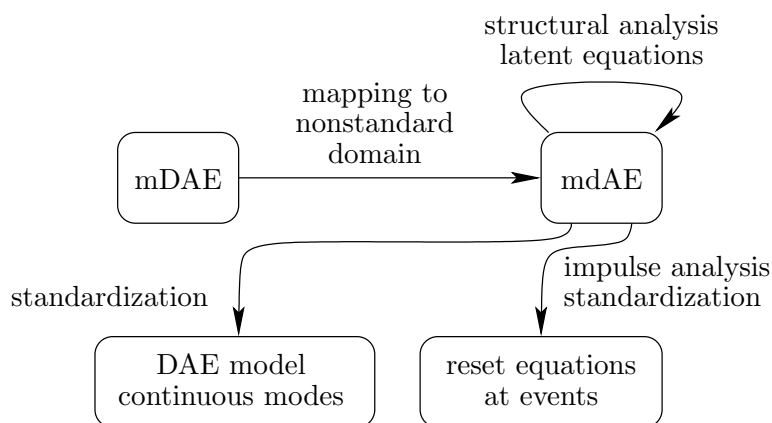 structural analysis
latent equations
mapping to
nonstandard
domain
mDAE
mdAE
impulse analysis
standardization
standardization
DAE model
continuous modes
reset equations
at events